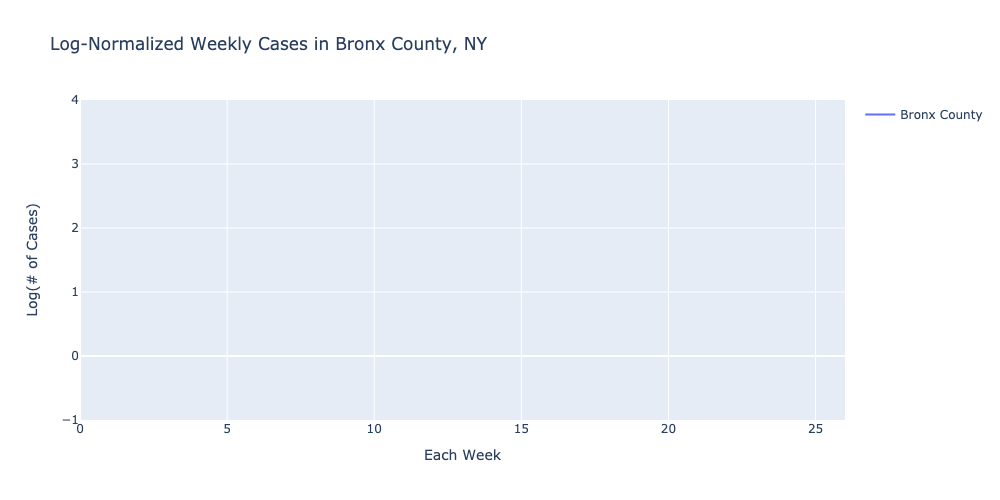 Log-Normalized Weekly Cases in Bronx County, NY
4
Bronx County
3
2
1
0
−1
Log(# of Cases)
0 5 10 15 20 25
Each Week